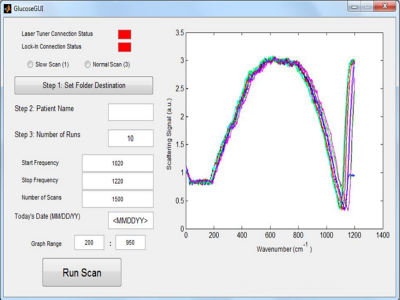 GlucoseGUI
Laser Tuner Connection Status
Lock-In Connection Status
Slow Scan (1) Normal Scan (3)
Step 1: Set Folder Destination
Step 2: Patient Name
Step 3: Number of Runs 10
Start Frequency 1020
Stop Frequency 1220
Number of Scans 1500
Today's Date (MM/DD/YY) <MMDDYY>
Graph Range 200 : 950
Run Scan
3.5
3
2.5
2
1.5
1
0.5
0
Scattering Signal (a.u.)
0 200 400 600 800 1000 1200 1400
Wavenumber (cm⁻¹)